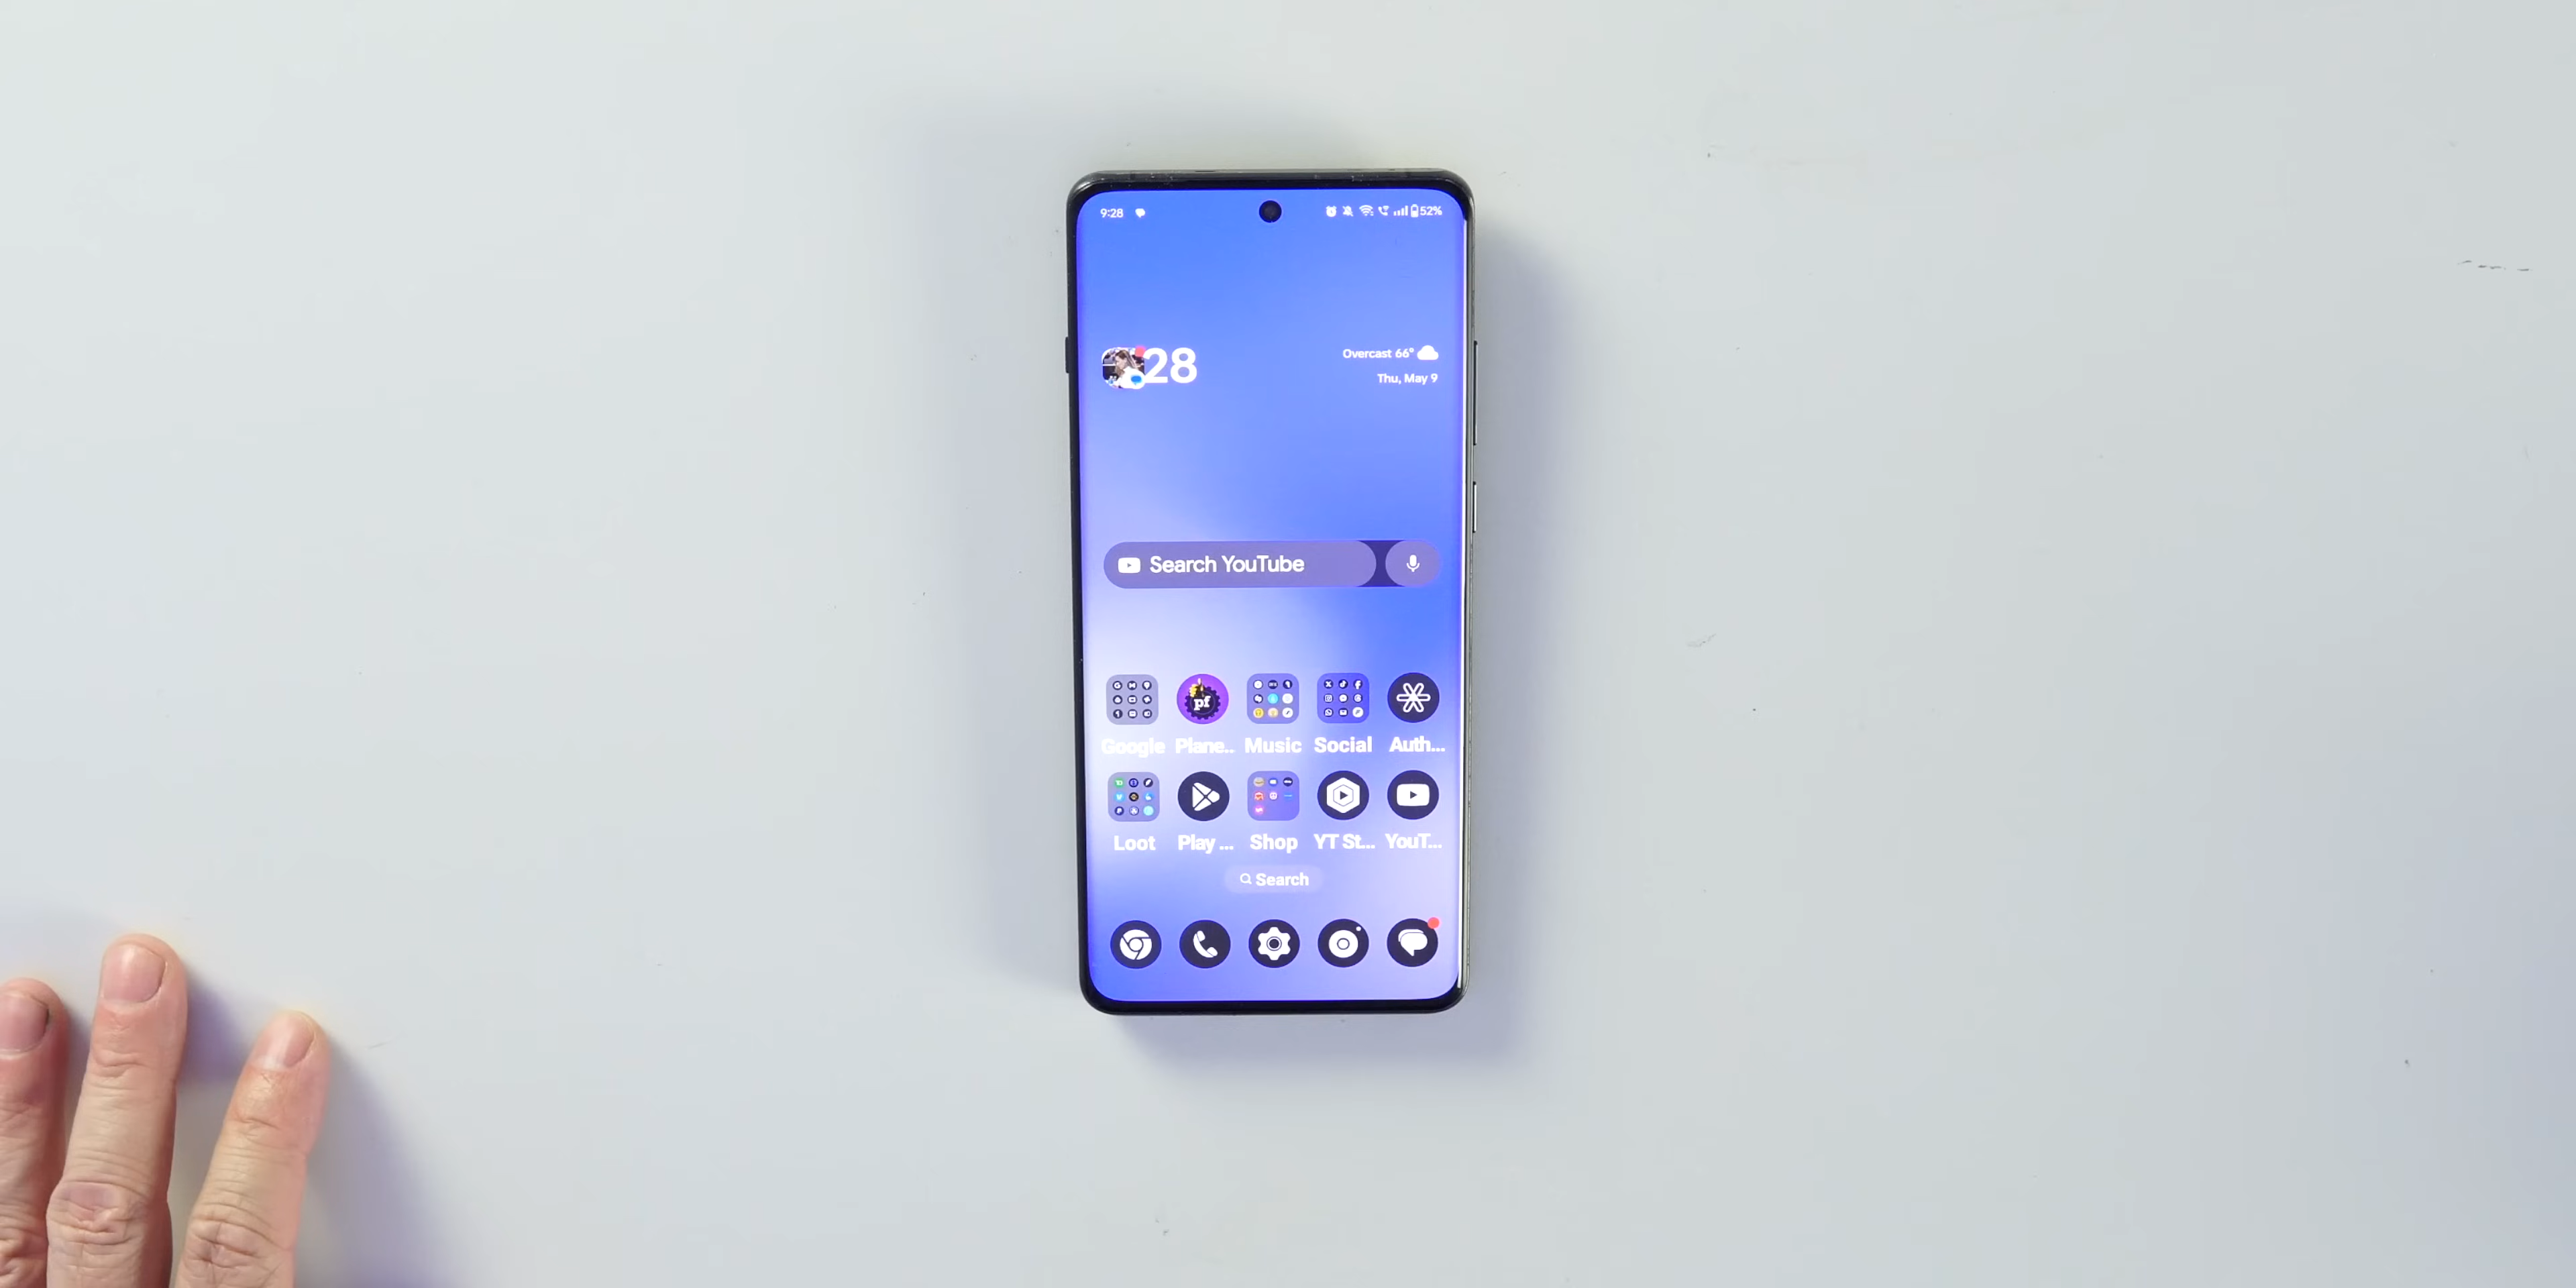 9:28 52%
28
Overcast 66°
Thu, May 9
Search YouTube
pf
Google Plane.. Music Social Auth...
Loot Play ... Shop YT St... YouT...
Search